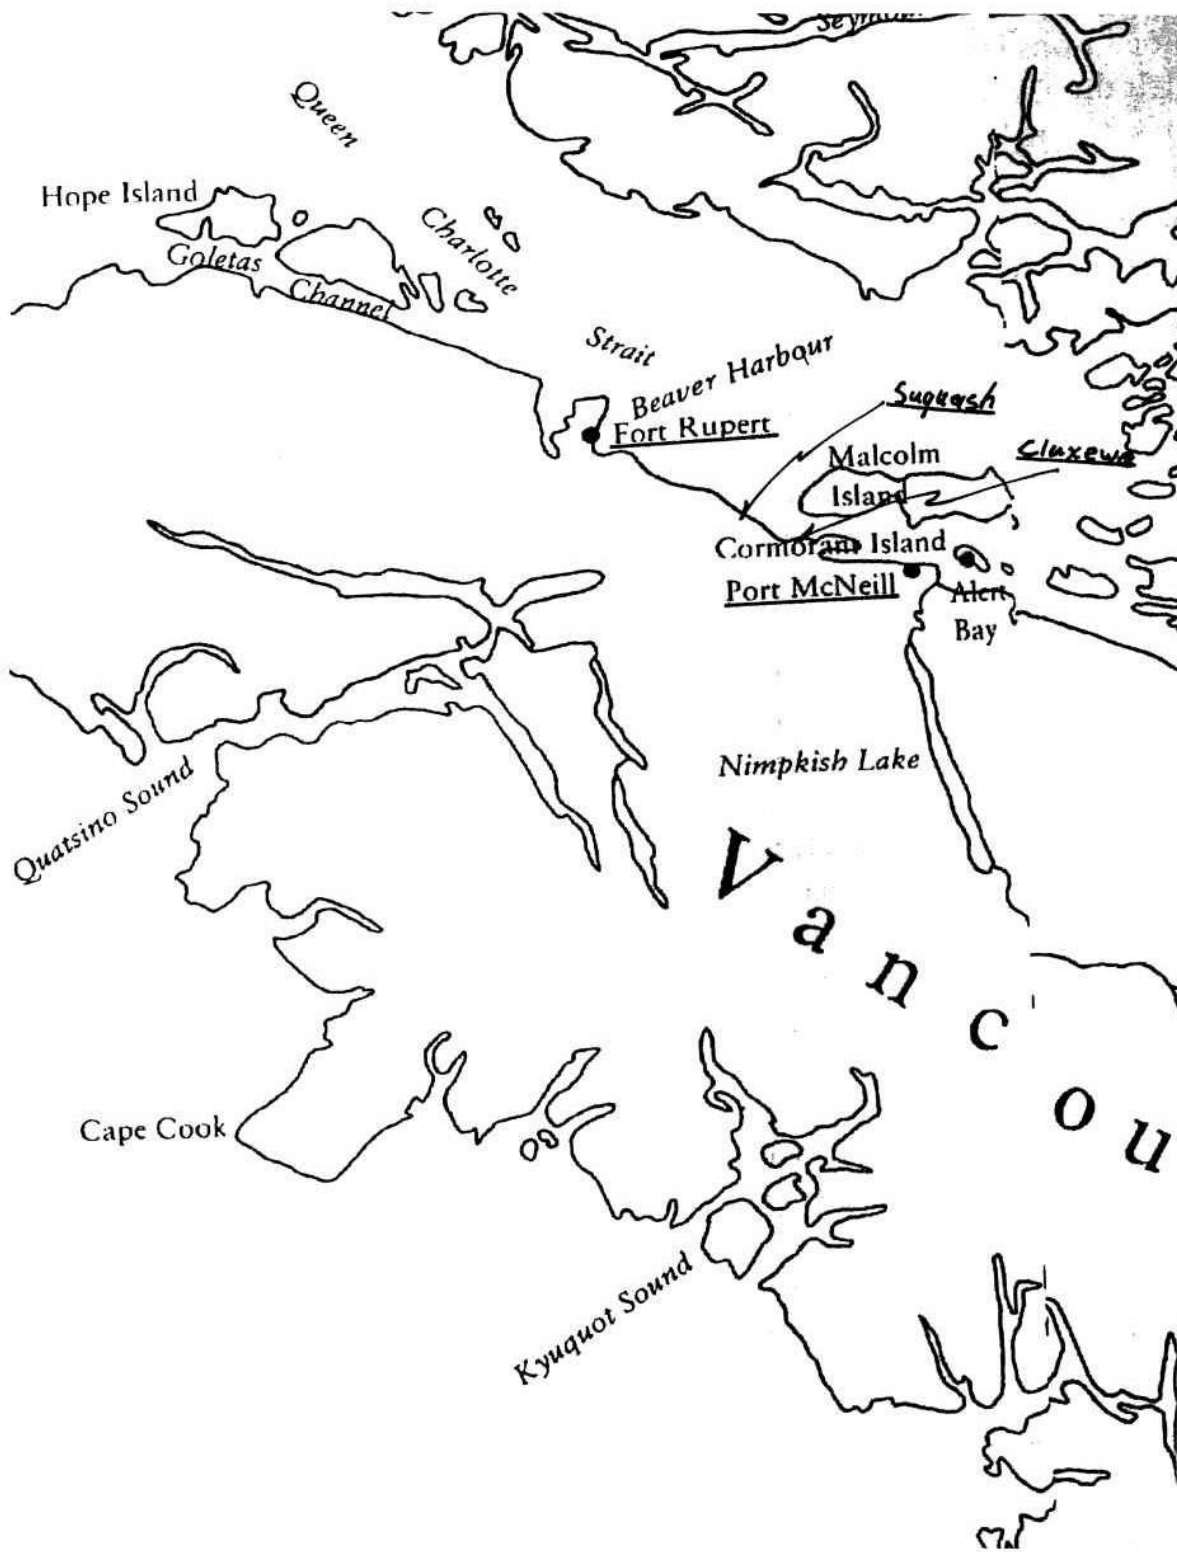 Queen
Hope Island
Charlotte
Goletas
Channel
Strait
Beaver Harbour
Suquash
Fort Rupert
Malcolm
Island
Cluxewe
Cormorant Island
Port McNeill
Alert
Bay
Nimpkish Lake
Quatsino Sound
Vancou
Cape Cook
Kyuquot Sound